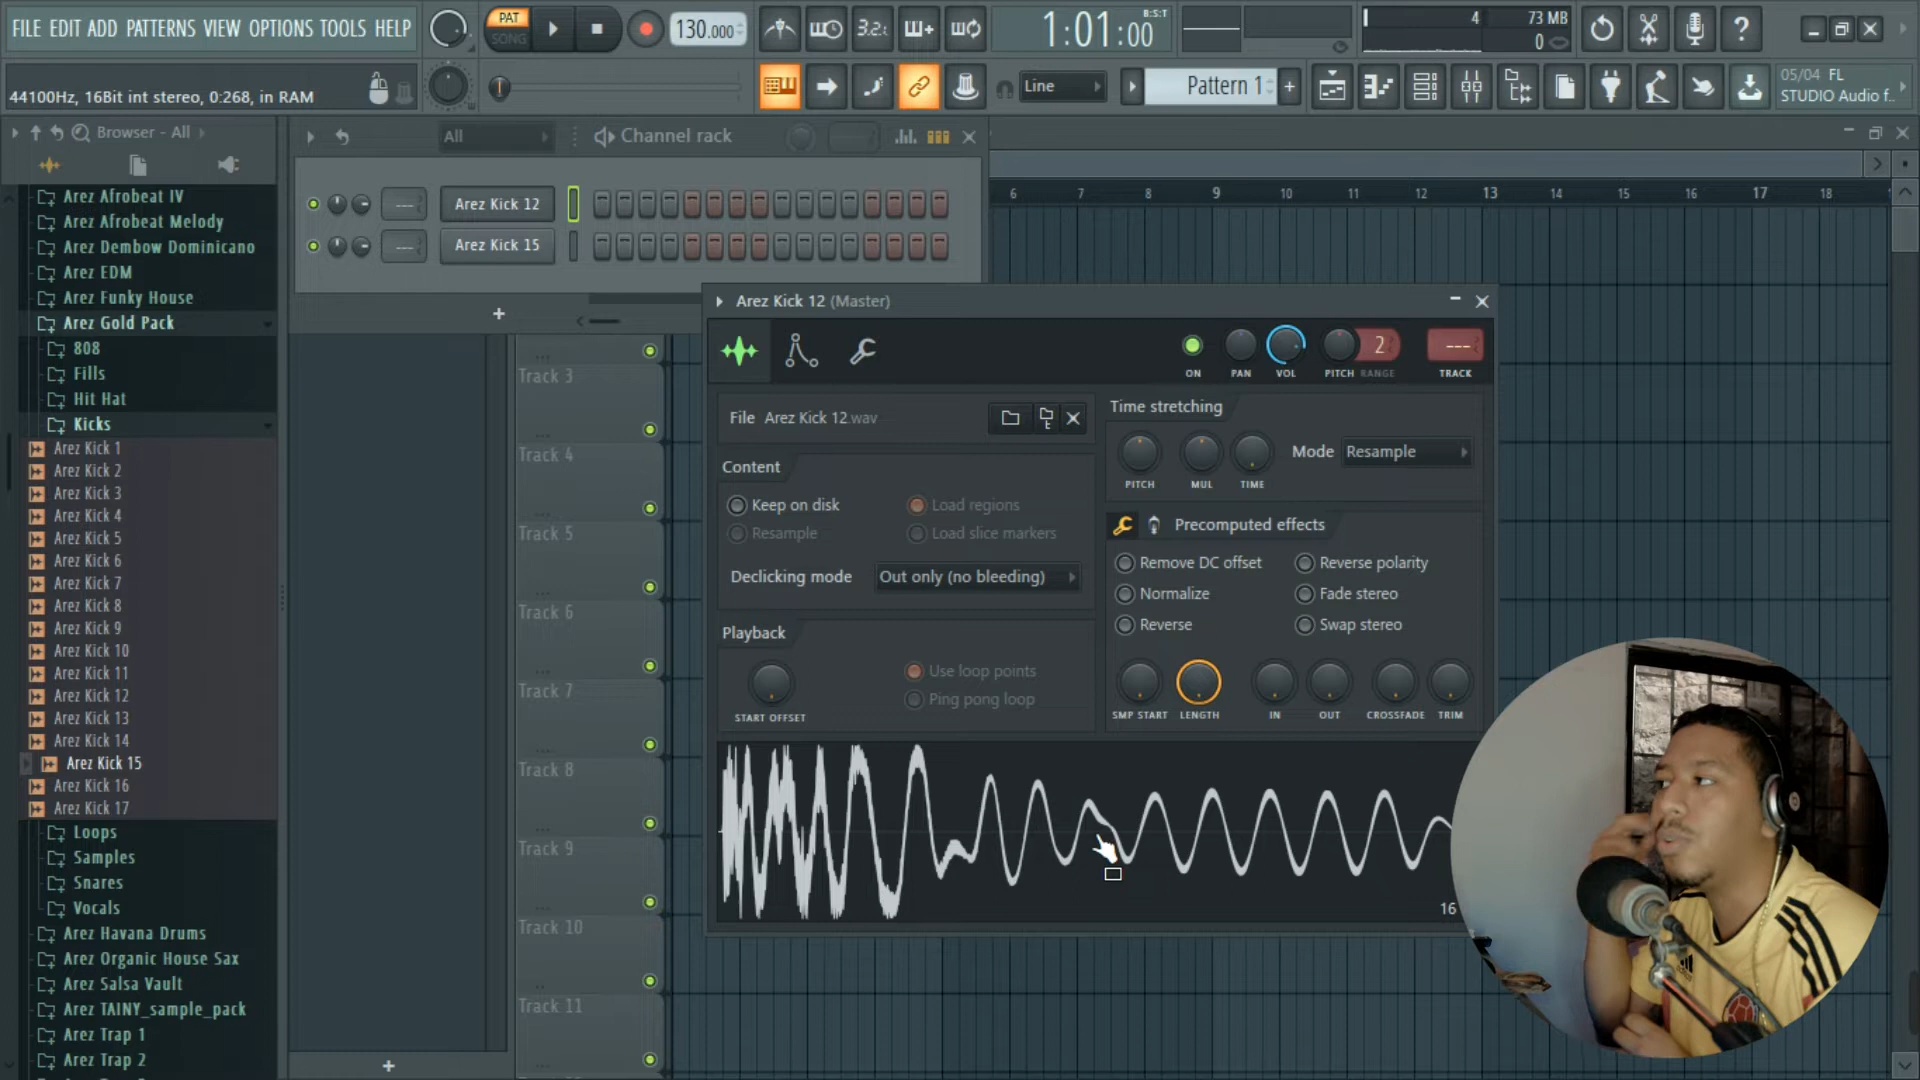 FILE EDIT ADD PATTERNS VIEW OPTIONS TOOLS HELP
PAT
SONG
130.000
3.2:
1:01:00
B:S:T
4
73 MB
0
44100Hz, 16Bit int stereo, 0:268, in RAM
Line
Pattern 1
+
05/04 FL
STUDIO Audio f..
Browser - All
All
Channel rack
Arez Afrobeat IV
Arez Afrobeat Melody
Arez Dembow Dominicano
Arez EDM
Arez Funky House
Arez Gold Pack
808
Fills
Hit Hat
Kicks
Arez Kick 1
Arez Kick 2
Arez Kick 3
Arez Kick 4
Arez Kick 5
Arez Kick 6
Arez Kick 7
Arez Kick 8
Arez Kick 9
Arez Kick 10
Arez Kick 11
Arez Kick 12
Arez Kick 13
Arez Kick 14
Arez Kick 15
Arez Kick 16
Arez Kick 17
Loops
Samples
Snares
Vocals
Arez Havana Drums
Arez Organic House Sax
Arez Salsa Vault
Arez TAINY_sample_pack
Arez Trap 1
Arez Trap 2
---
Arez Kick 12
---
Arez Kick 15
+
6 7 8 9 10 11 12 13 14 15 16 17 18
Track 3
Track 4
Track 5
Track 6
Track 7
Track 8
Track 9
Track 10
Track 11
+
Arez Kick 12 (Master)
ON
PAN
VOL
PITCH
2
RANGE
---
TRACK
File Arez Kick 12.wav
Content
Keep on disk
Load regions
Resample
Load slice markers
Declicking mode
Out only (no bleeding)
Playback
START OFFSET
Use loop points
Ping pong loop
Time stretching
PITCH
MUL
TIME
Mode
Resample
Precomputed effects
Remove DC offset
Reverse polarity
Normalize
Fade stereo
Reverse
Swap stereo
SMP START
LENGTH
IN
OUT
CROSSFADE
TRIM
16